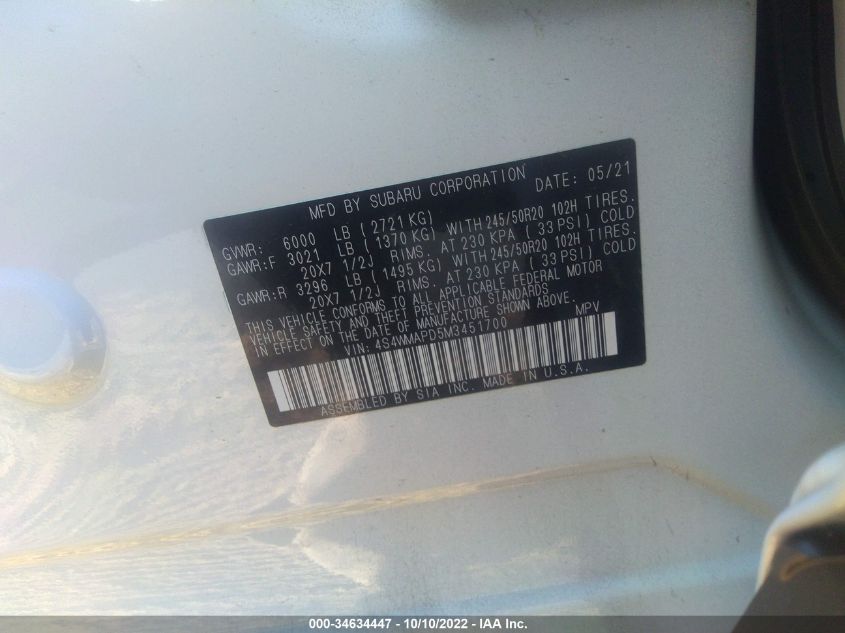 MFD BY SUBARU CORPORATION DATE: 05/21
GVWR: 6000 LB ( 2721 KG)
GAWR:F 3021 LB ( 1370 KG) WITH 245/50R20 102H TIRES.
20X7 1/2J RIMS. AT 230 KPA ( 33 PSI) COLD
GAWR:R 3296 LB ( 1495 KG) WITH 245/50R20 102H TIRES.
20X7 1/2J RIMS. AT 230 KPA ( 33 PSI) COLD
THIS VEHICLE CONFORMS TO ALL APPLICABLE FEDERAL MOTOR
VEHICLE SAFETY AND THEFT PREVENTION STANDARDS
IN EFFECT ON THE DATE OF MANUFACTURE SHOWN ABOVE.
VIN: 4S4WMAPD5M3451700 MPV
ASSEMBLED BY SIA INC. MADE IN U.S.A.
000-34634447 - 10/10/2022 - IAA Inc.